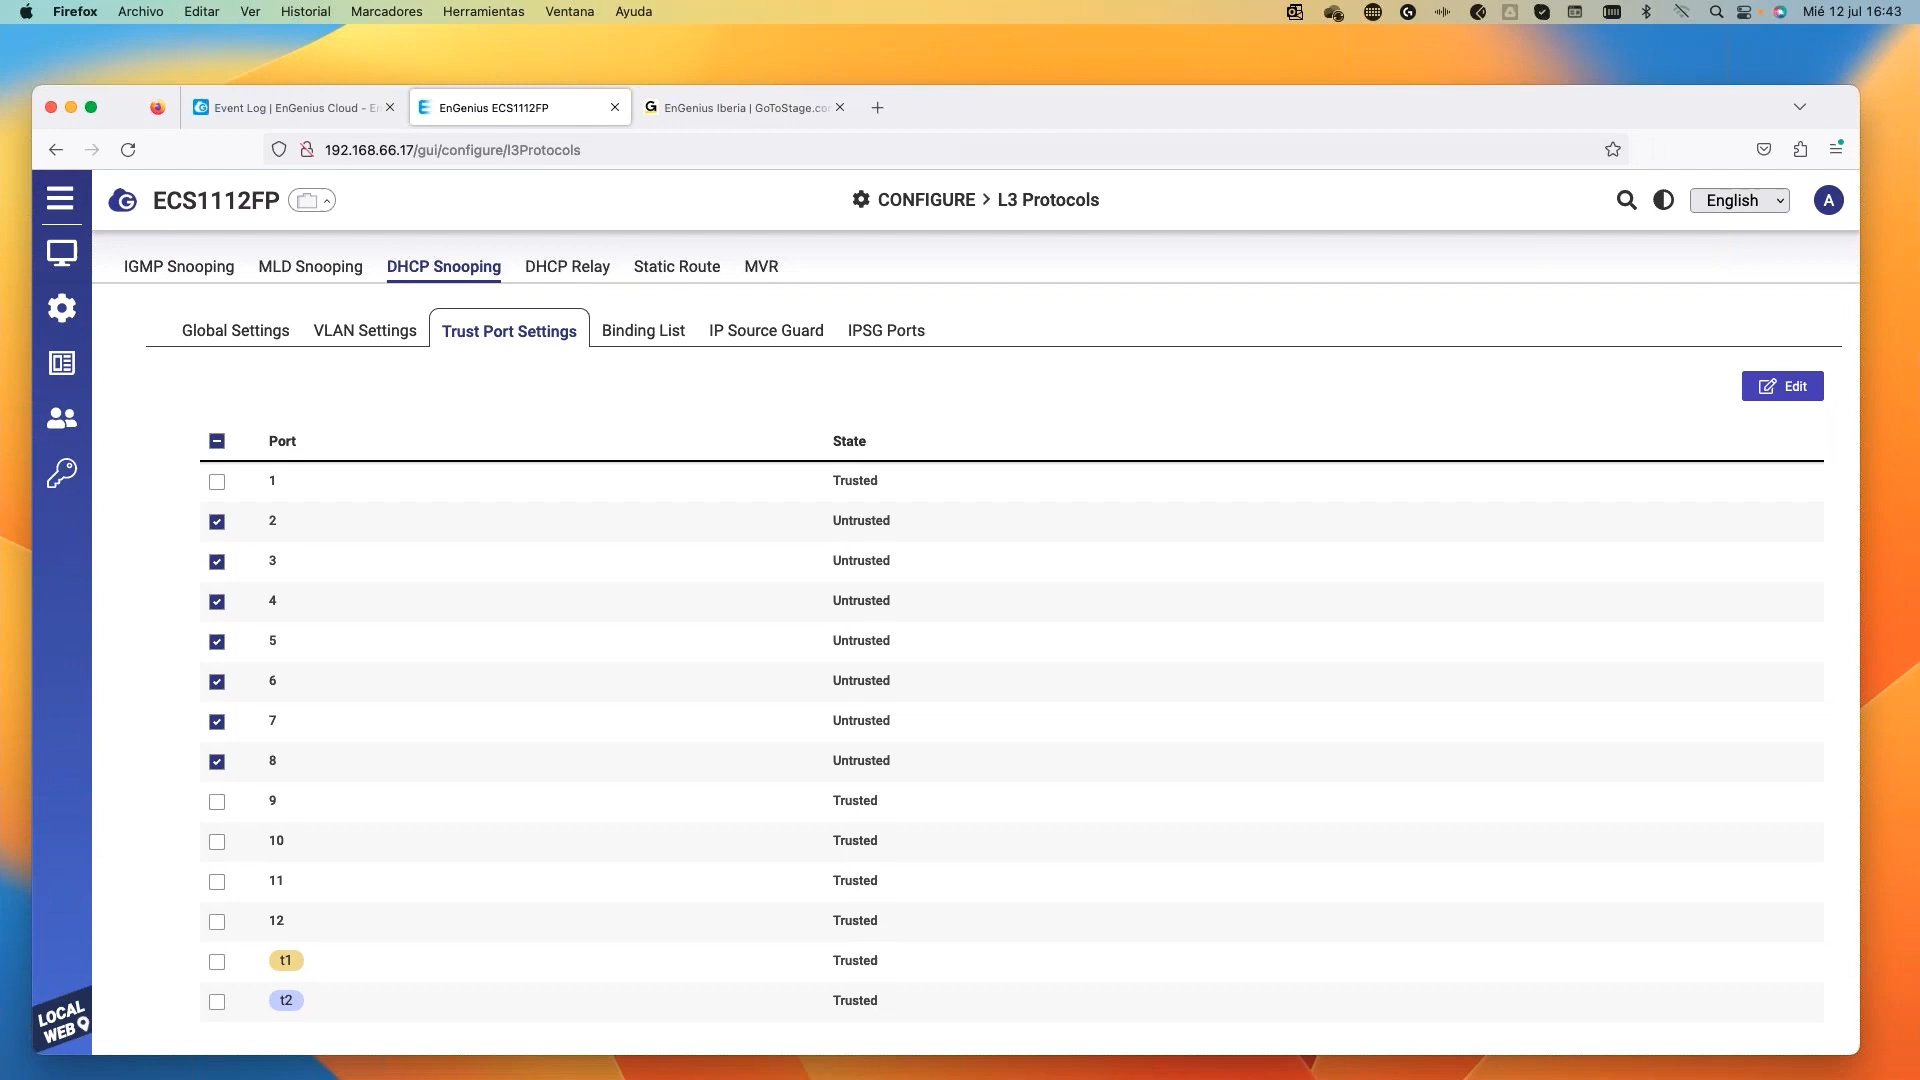 Firefox Archivo Editar Ver Historial Marcadores Herramientas Ventana Ayuda Mié 12 jul 16:43
Event Log | EnGenius Cloud - En EnGenius ECS1112FP EnGenius Iberia | GoToStage.co
192.168.66.17/gui/configure/l3Protocols
ECS1112FP CONFIGURE > L3 Protocols English A
IGMP Snooping MLD Snooping DHCP Snooping DHCP Relay Static Route MVR
Global Settings VLAN Settings Trust Port Settings Binding List IP Source Guard IPSG Ports
Edit
Port State
1 Trusted
2 Untrusted
3 Untrusted
4 Untrusted
5 Untrusted
6 Untrusted
7 Untrusted
8 Untrusted
9 Trusted
10 Trusted
11 Trusted
12 Trusted
t1 Trusted
t2 Trusted
LOCAL
WEB